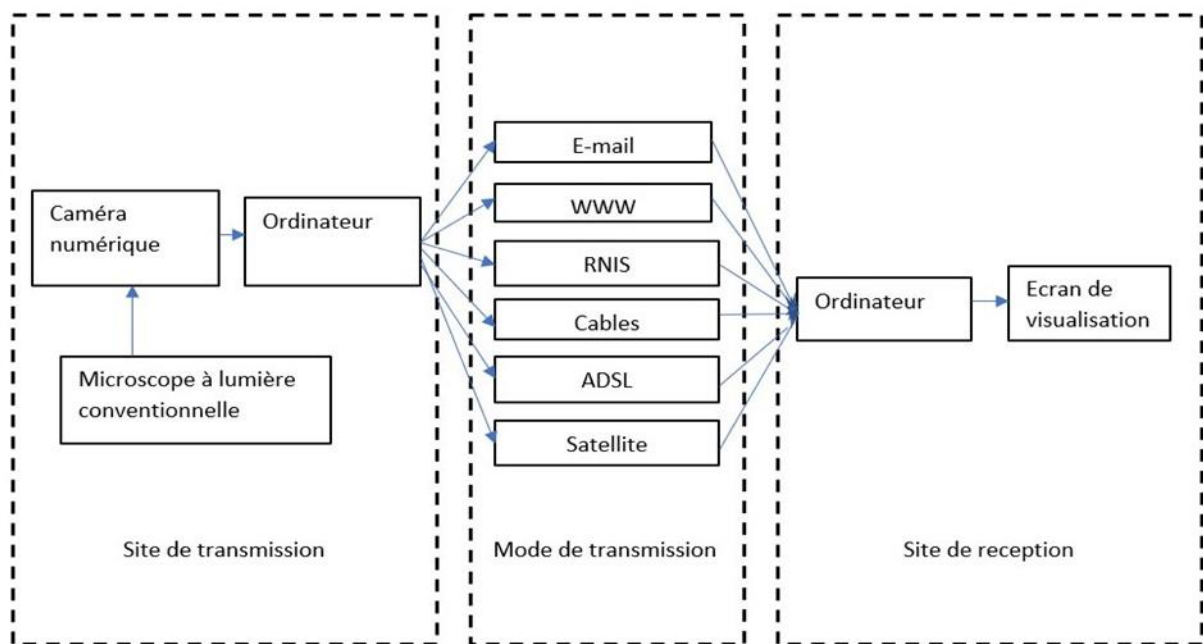 Caméra
numérique
Ordinateur
Microscope à lumière
conventionnelle
Site de transmission
E-mail
WWW
RNIS
Cables
ADSL
Satellite
Mode de transmission
Ordinateur
Ecran de
visualisation
Site de reception